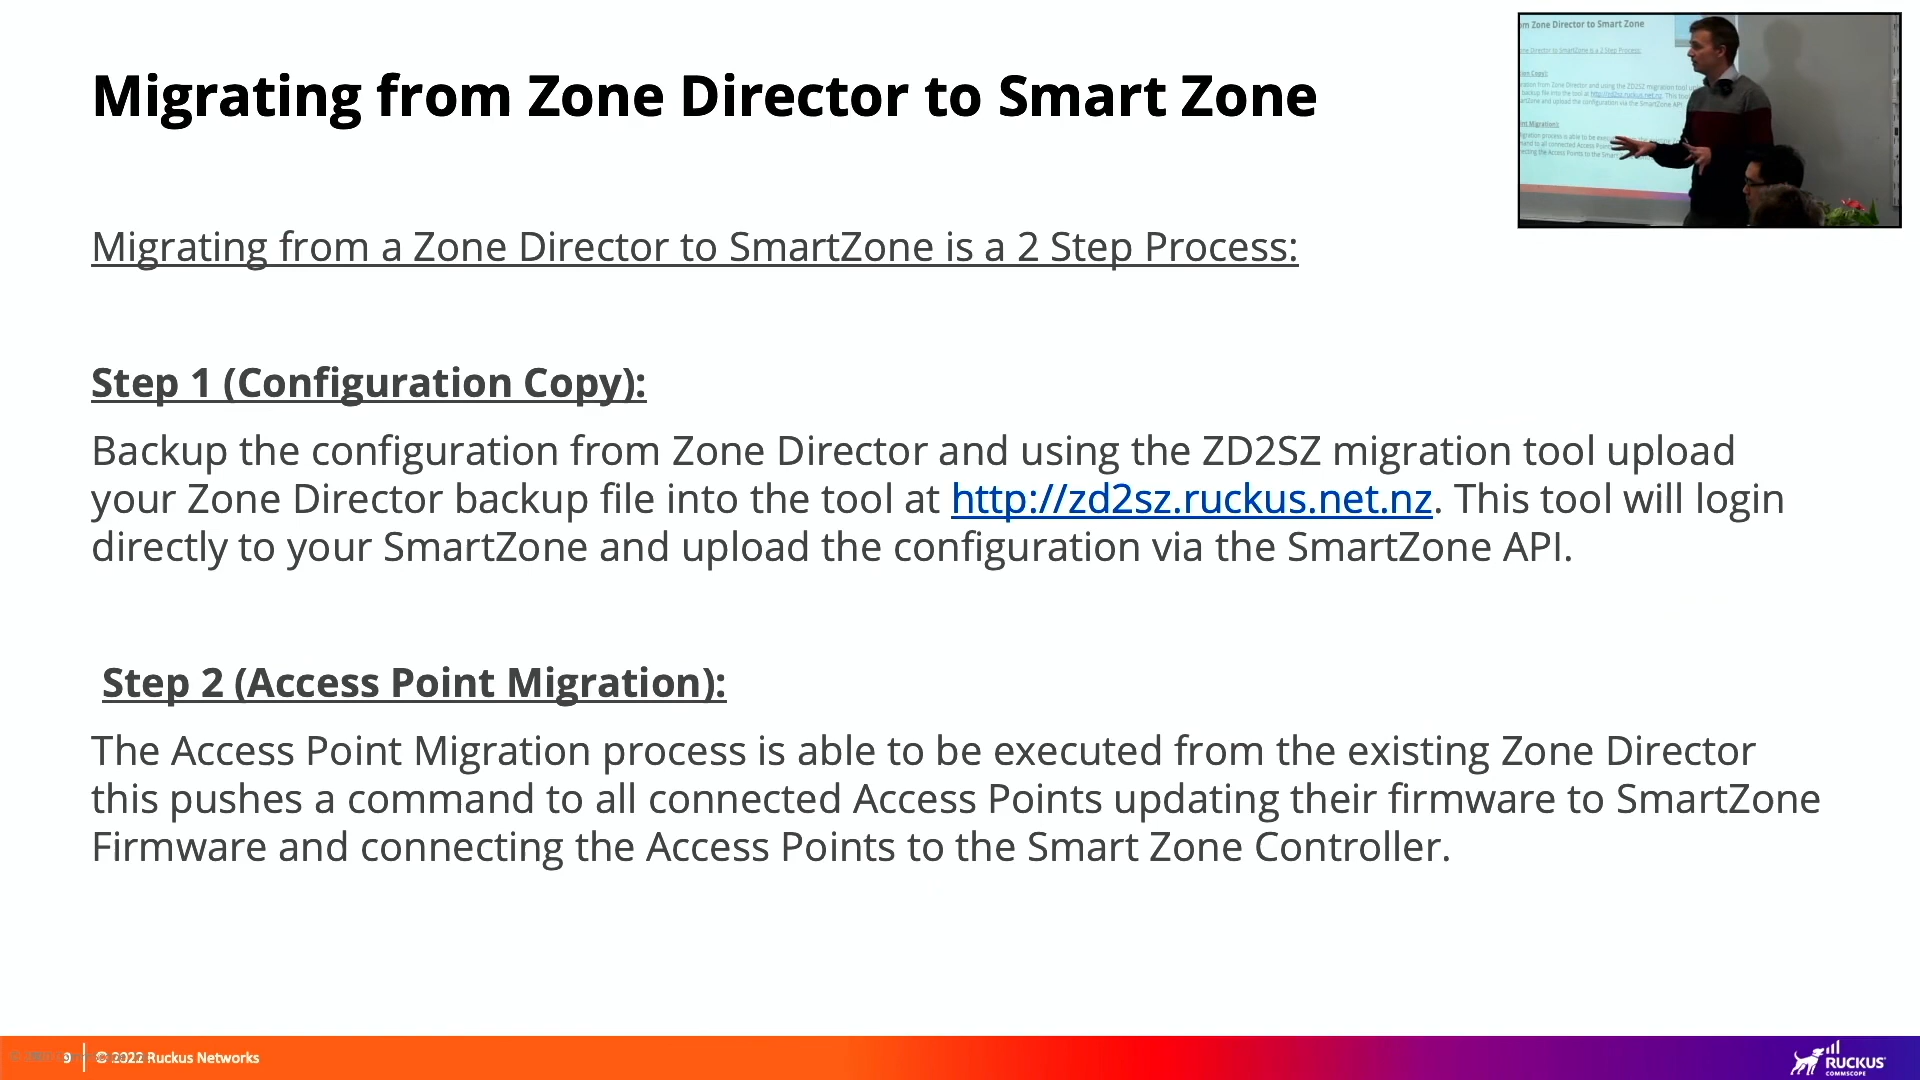 Migrating from Zone Director to Smart Zone
Migrating from a Zone Director to SmartZone is a 2 Step Process:
Step 1 (Configuration Copy):
Backup the configuration from Zone Director and using the ZD2SZ migration tool upload
your Zone Director backup file into the tool at http://zd2sz.ruckus.net.nz. This tool will login
directly to your SmartZone and upload the configuration via the SmartZone API.
Step 2 (Access Point Migration):
The Access Point Migration process is able to be executed from the existing Zone Director
this pushes a command to all connected Access Points updating their firmware to SmartZone
Firmware and connecting the Access Points to the Smart Zone Controller.
9 © 2022 Ruckus Networks
RUCKUS
COMMSCOPE